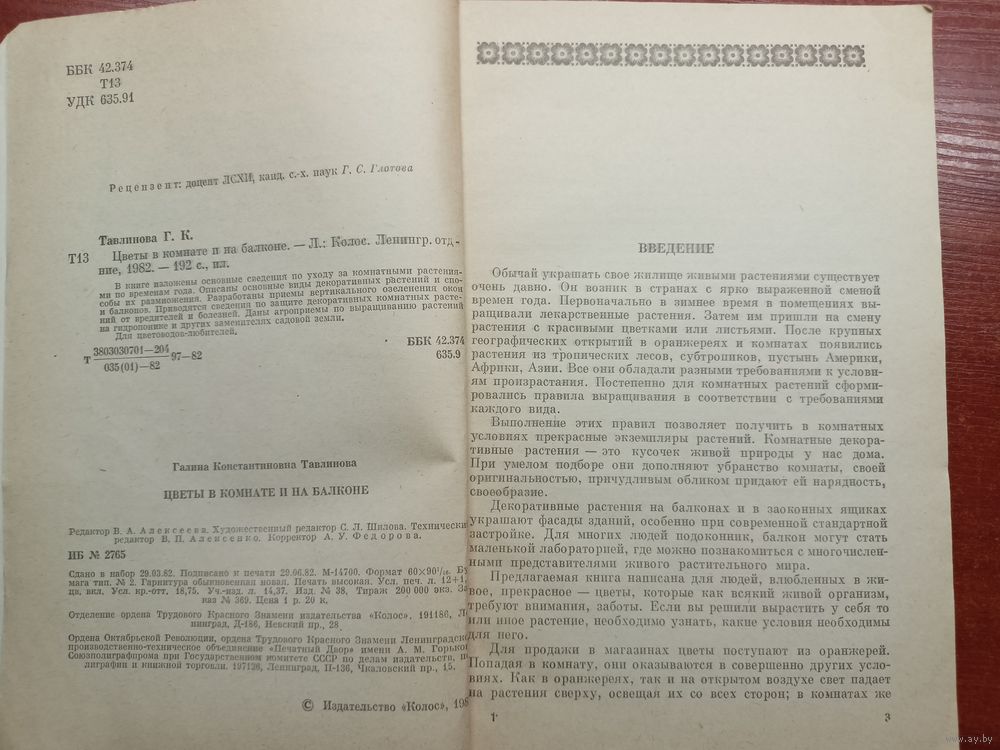 ББК 42.374
Т13
УДК 635.91
Рецензент: доцент ЛСХИ, канд. с.-х. наук Г. С. Глотова
Тавлинова Г. К.
Т13 Цветы в комнате и на балконе. — Л.: Колос. Ленингр. отд-
ние, 1982. — 192 с., ил.
В книге изложены основные сведения по уходу за комнатными растения-
ми по временам года. Описаны основные виды декоративных растений и спо-
собы их размножения. Разработаны приемы вертикального озеленения окон
и балконов. Приводятся сведения по защите декоративных комнатных расте-
ний от вредителей и болезней. Даны агроприемы по выращиванию растений
на гидропонике и других заменителях садовой земли.
Для цветоводов-любителей.
Т 3803030701—204 97—82
035(01)—82
ББК 42.374
635.9
Галина Константиновна Тавлинова
ЦВЕТЫ В КОМНАТЕ И НА БАЛКОНЕ
Редактор В. А. Алексеева. Художественный редактор С. Л. Шилова. Технически
редактор В. П. Алексенко. Корректор А. У. Федорова.
ИБ № 2765
Сдано в набор 29.03.82. Подписано к печати 29.06.82. М-14700. Формат 60×90¹/₁₆. Бу
мага тип. № 2. Гарнитура обыкновенная новая. Печать высокая. Усл. печ. л. 12+1,
цв. вкл. Усл. кр.-отт. 18,75. Уч.-изд. л. 14,37. Изд. № 38. Тираж 200 000 экз. За
каз № 369. Цена 1 р. 20 к.
Отделение ордена Трудового Красного Знамени издательства «Колос», 191186, Ле
нинград, Д-186, Невский пр., 28
Ордена Октябрьской Революции, ордена Трудового Красного Знамени Ленинградско
производственно-техническое объединение «Печатный Двор» имени А. М. Горько
Союзполиграфпрома при Государственном комитете СССР по делам издательств, п
лиграфии и книжной торговли. 197136, Ленинград, П-136, Чкаловский пр., 15.
© Издательство «Колос», 198
ВВЕДЕНИЕ
Обычай украшать свое жилище живыми растениями существует
очень давно. Он возник в странах с ярко выраженной сменой
времен года. Первоначально в зимнее время в помещениях вы-
ращивали лекарственные растения. Затем им пришли на смену
растения с красивыми цветками или листьями. После крупных
географических открытий в оранжереях и комнатах появились
растения из тропических лесов, субтропиков, пустынь Америки,
Африки, Азии. Все они обладали разными требованиями к услови-
ям произрастания. Постепенно для комнатных растений сформи-
ровались правила выращивания в соответствии с требованиями
каждого вида.
Выполнение этих правил позволяет получить в комнатных
условиях прекрасные экземпляры растений. Комнатные декора-
тивные растения — это кусочек живой природы у нас дома.
При умелом подборе они дополняют убранство комнаты, своей
оригинальностью, причудливым обликом придают ей нарядность,
своеобразие.
Декоративные растения на балконах и в заоконных ящиках
украшают фасады зданий, особенно при современной стандартной
застройке. Для многих людей подоконник, балкон могут стать
маленькой лабораторией, где можно познакомиться с многочислен-
ными представителями живого растительного мира.
Предлагаемая книга написана для людей, влюбленных в жи-
вое, прекрасное — цветы, которые как всякий живой организм,
требуют внимания, заботы. Если вы решили вырастить у себя то
или иное растение, необходимо узнать, какие условия необходимы
для него.
Для продажи в магазинах цветы поступают из оранжерей.
Попадая в комнату, они оказываются в совершенно других усло-
виях. Как в оранжереях, так и на открытом воздухе свет падает
на растения сверху, освещая их со всех сторон; в комнатах же
1*
3
www.ay.by